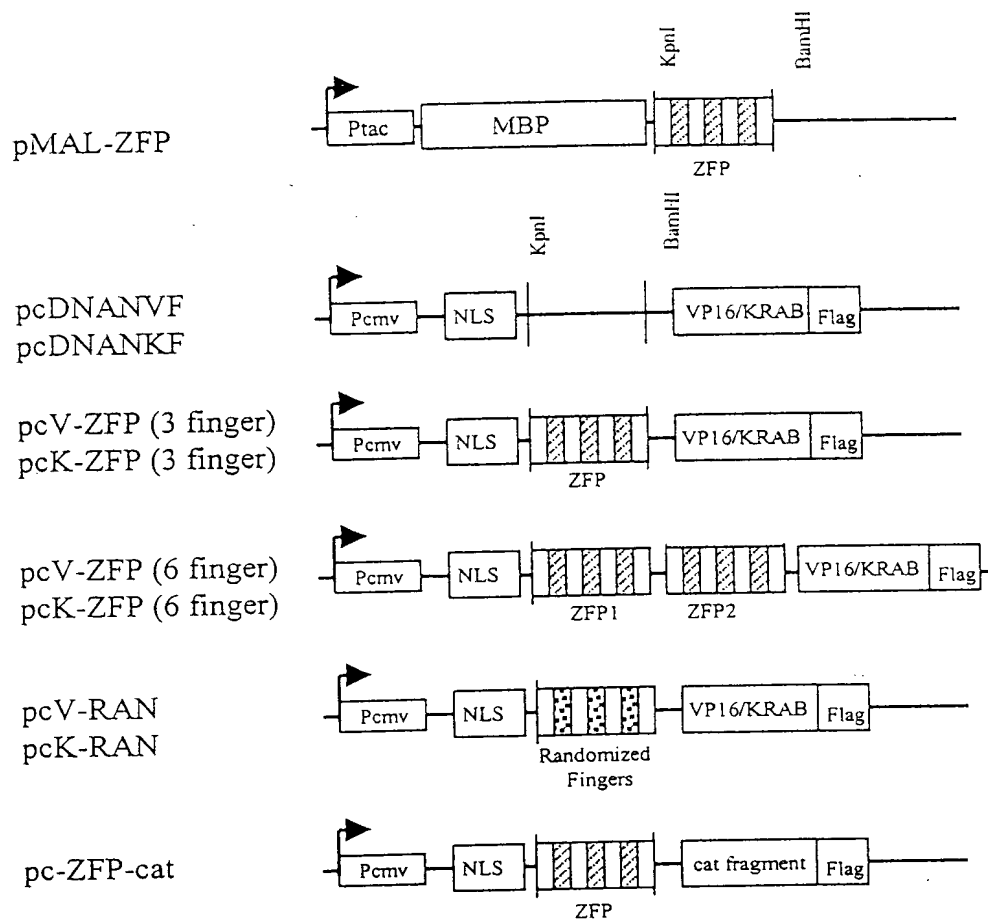 KpnI
BamHI
pMAL-ZFP
Ptac
MBP
ZFP
KpnI
BamHI
pcDNANVF
pcDNANKF
Pcmv
NLS
VP16/KRAB
Flag
pcV-ZFP (3 finger)
pcK-ZFP (3 finger)
Pcmv
NLS
VP16/KRAB
Flag
ZFP
pcV-ZFP (6 finger)
pcK-ZFP (6 finger)
Pcmv
NLS
VP16/KRAB
Flag
ZFP1
ZFP2
pcV-RAN
pcK-RAN
Pcmv
NLS
VP16/KRAB
Flag
Randomized
Fingers
pc-ZFP-cat
Pcmv
NLS
cat fragment
Flag
ZFP